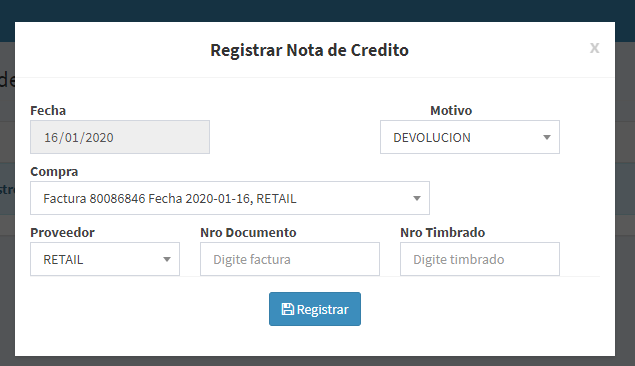 Registrar Nota de Credito
x
de
Fecha
Motivo
16/01/2020
DEVOLUCION
Compra
Factura 80086846 Fecha 2020-01-16, RETAIL
Proveedor
Nro Documento
Nro Timbrado
RETAIL
Digite factura
Digite timbrado
Registrar